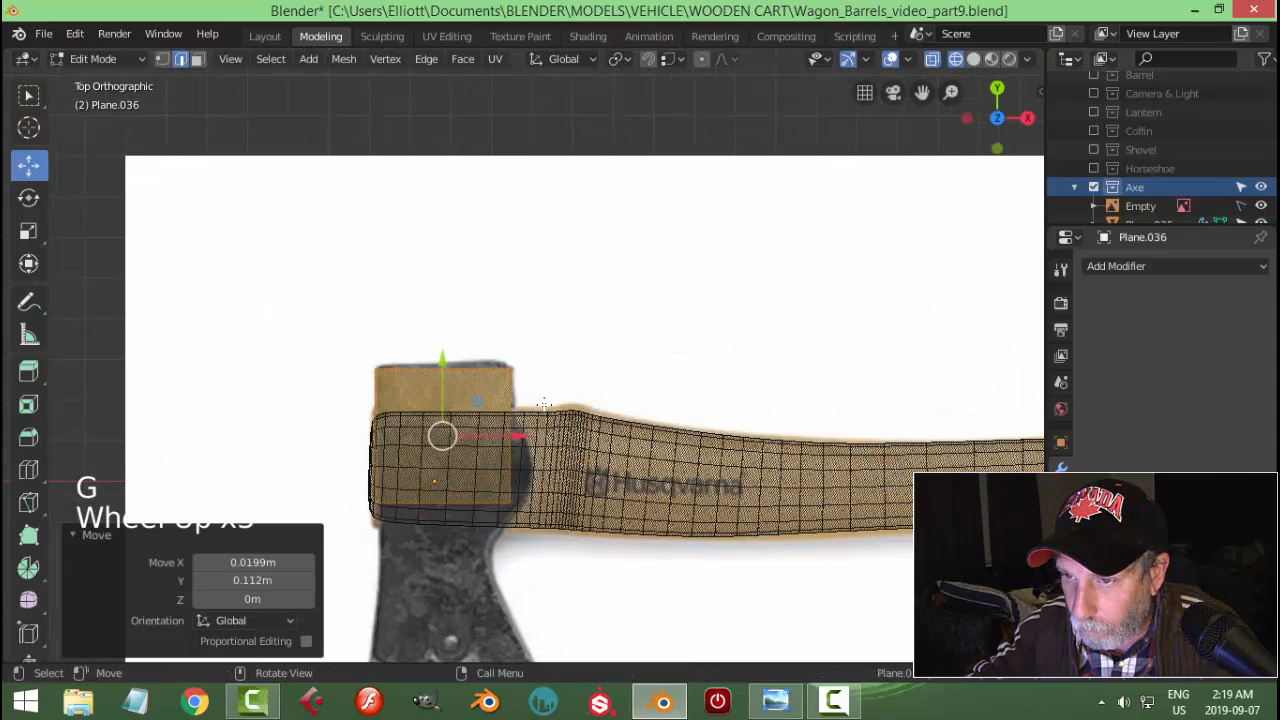 Blender* [C:\Users\Elliott\Documents\BLENDER\MODELS\VEHICLE\WOODEN CART\Wagon_Barrels_video_part9.blend]
File Edit Render Window Help Layout Modeling Sculpting UV Editing Texture Paint Shading Animation Rendering Compositing Scripting + Scene View Layer
Edit Mode View Select Add Mesh Vertex Edge Face UV Global
Top Orthographic
(2) Plane.036
Y
Z X
Barrel
Camera & Light
Lantern
Coffin
Shovel
Horseshoe
Axe
Empty
Plane.036
Add Modifier
Husqvarna
G
Move
Move X 0.0199m
Y 0.112m
Z 0m
Orientation Global
Proportional Editing
CANADA
Select Move Rotate View Call Menu Plane.0
ENG 2:19 AM
US 2019-09-07